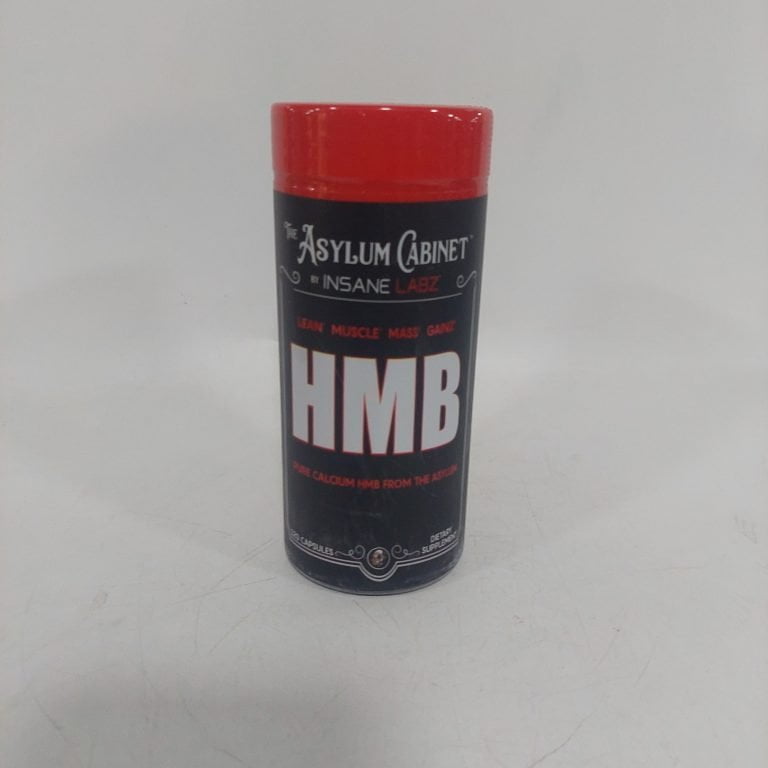 THE ASYLUM CABINET™
BY INSANE LABZ
LEAN MUSCLE MASS GAINZ
HMB
PURE CALCIUM HMB FROM THE ASYLUM
CAPSULES
DIETARY
SUPPLEMENT